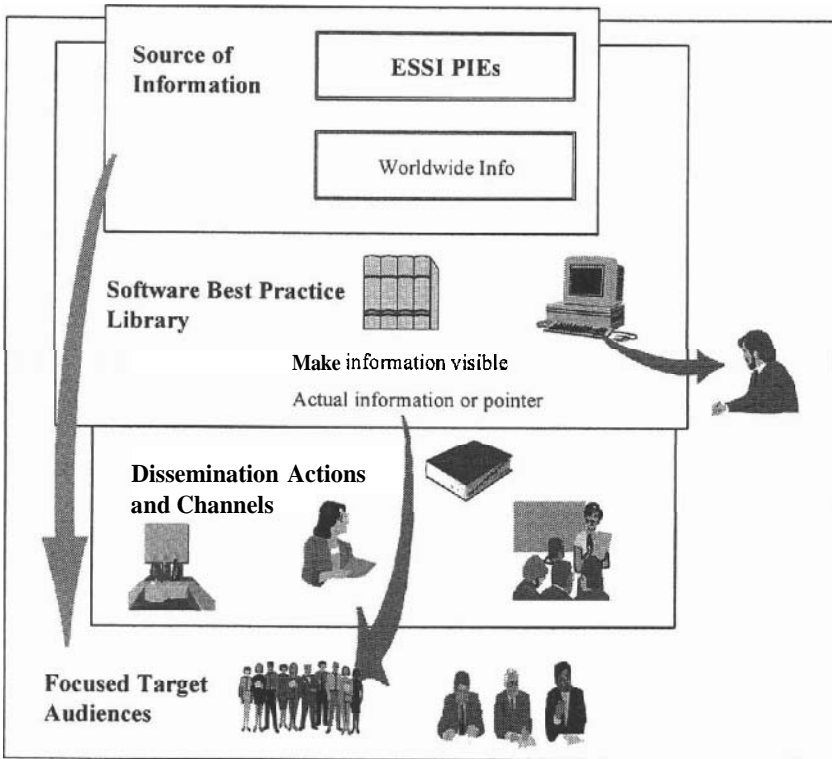 Source of
Information
ESSI PIEs
Worldwide Info
Software Best Practice
Library
Make information visible
Actual information or pointer
Dissemination Actions
and Channels
Focused Target
Audiences